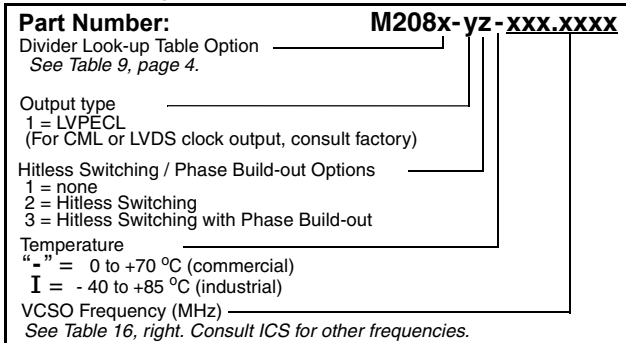 Part Number: M208x-yz-xxx.xxxx
Divider Look-up Table Option
See Table 9, page 4.
Output type
1 = LVPECL
(For CML or LVDS clock output, consult factory)
Hitless Switching / Phase Build-out Options
1 = none
2 = Hitless Switching
3 = Hitless Switching with Phase Build-out
Temperature
“-” = 0 to +70 °C (commercial)
I = - 40 to +85 °C (industrial)
VCSO Frequency (MHz)
See Table 16, right. Consult ICS for other frequencies.